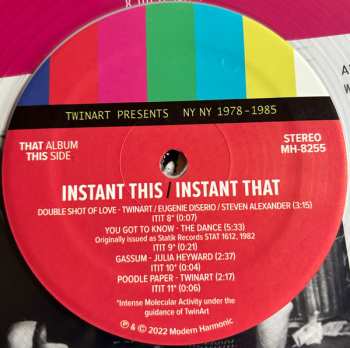 TWINART PRESENTS NY NY 1978-1985
THAT ALBUM
THIS SIDE
STEREO
MH-8255
INSTANT THIS / INSTANT THAT
DOUBLE SHOT OF LOVE - TWINART / EUGENIE DISERIO / STEVEN ALEXANDER (3:15)
ITIT 8* (0:07)
YOU GOT TO KNOW - THE DANCE (5:33)
Originally issued as Statik Records STAT 1612, 1982
ITIT 9* (0:21)
GASSUM - JULIA HEYWARD (2:37)
ITIT 10* (0:04)
POODLE PAPER - TWINART (2:17)
ITIT 11* (0:06)
*Intense Molecular Activity under the
guidance of TwinArt
℗ & © 2022 Modern Harmonic